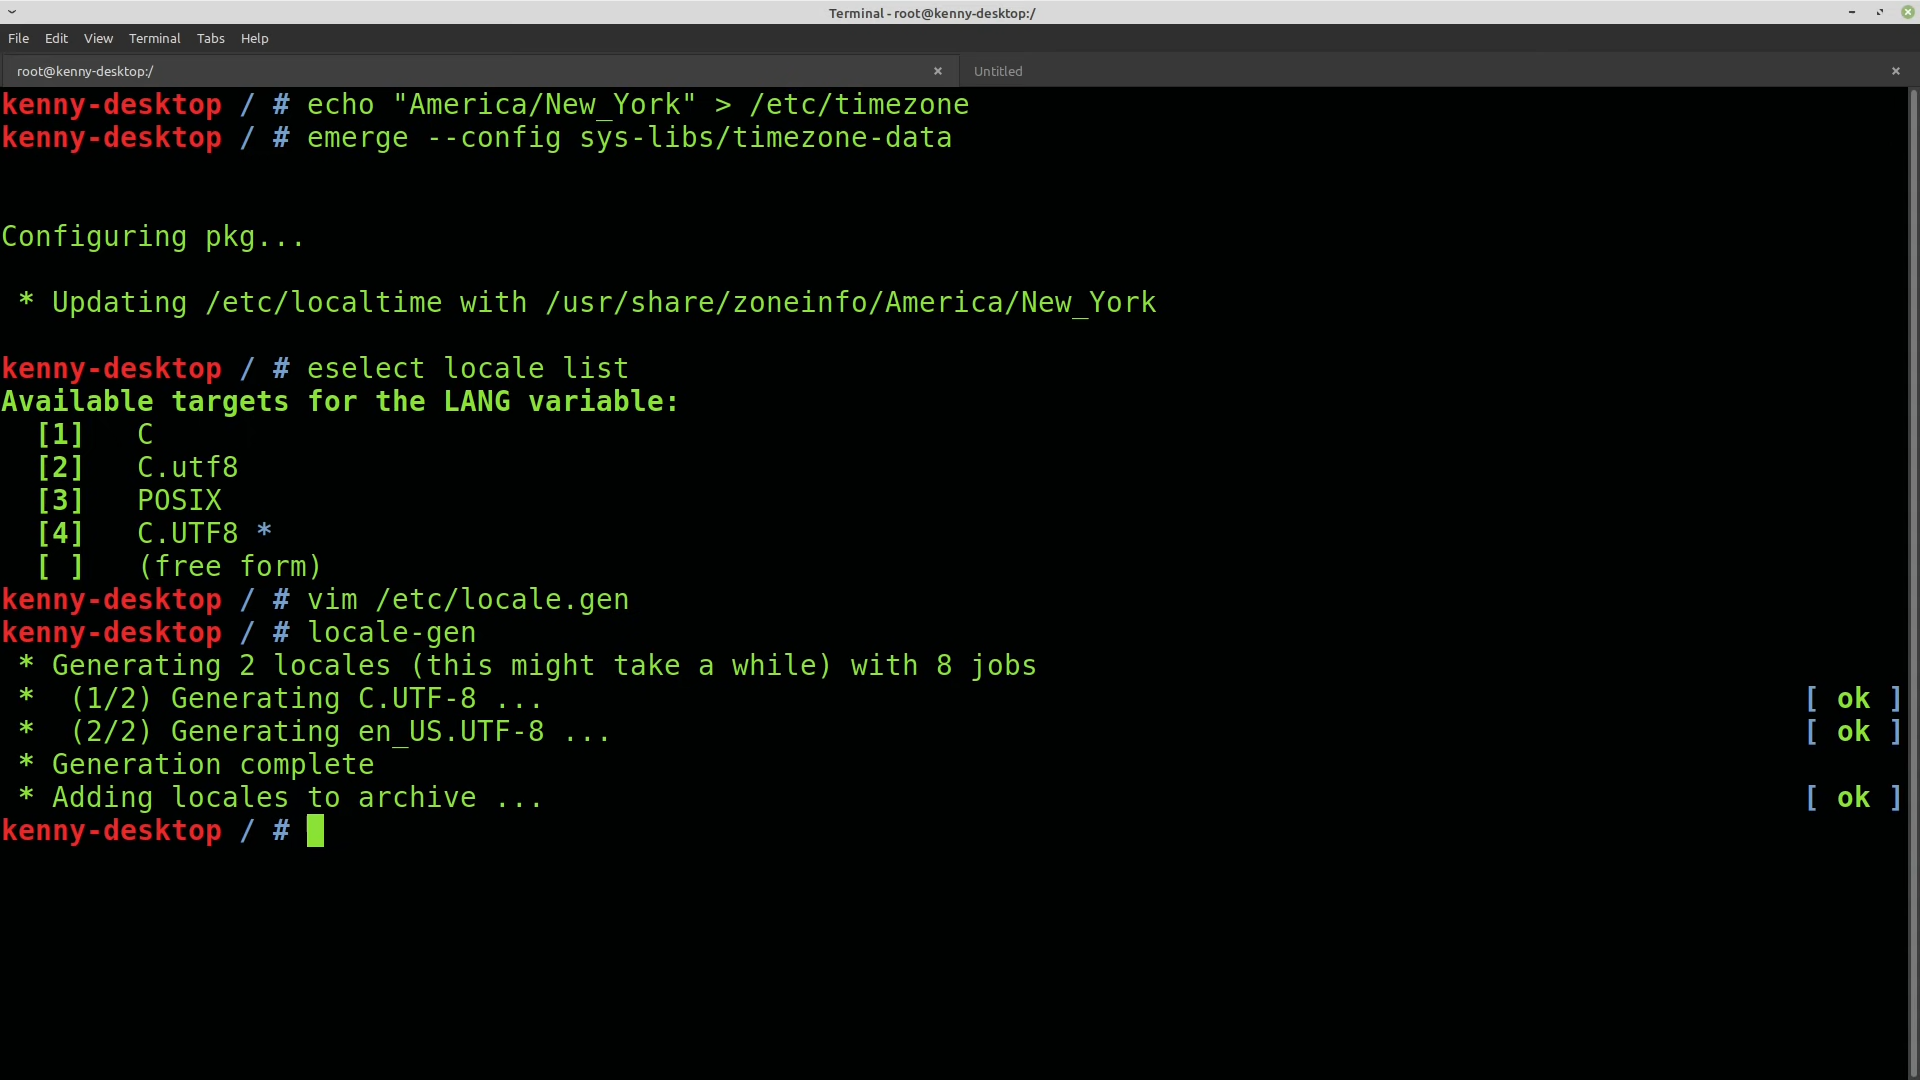 Terminal - root@kenny-desktop:/
File Edit View Terminal Tabs Help
root@kenny-desktop:/ Untitled
kenny-desktop / # echo "America/New_York" > /etc/timezone
kenny-desktop / # emerge --config sys-libs/timezone-data
Configuring pkg...
* Updating /etc/localtime with /usr/share/zoneinfo/America/New_York
kenny-desktop / # eselect locale list
Available targets for the LANG variable:
[1] C
[2] C.utf8
[3] POSIX
[4] C.UTF8 *
[ ] (free form)
kenny-desktop / # vim /etc/locale.gen
kenny-desktop / # locale-gen
* Generating 2 locales (this might take a while) with 8 jobs
* (1/2) Generating C.UTF-8 ... [ ok ]
* (2/2) Generating en_US.UTF-8 ... [ ok ]
* Generation complete
* Adding locales to archive ... [ ok ]
kenny-desktop / #